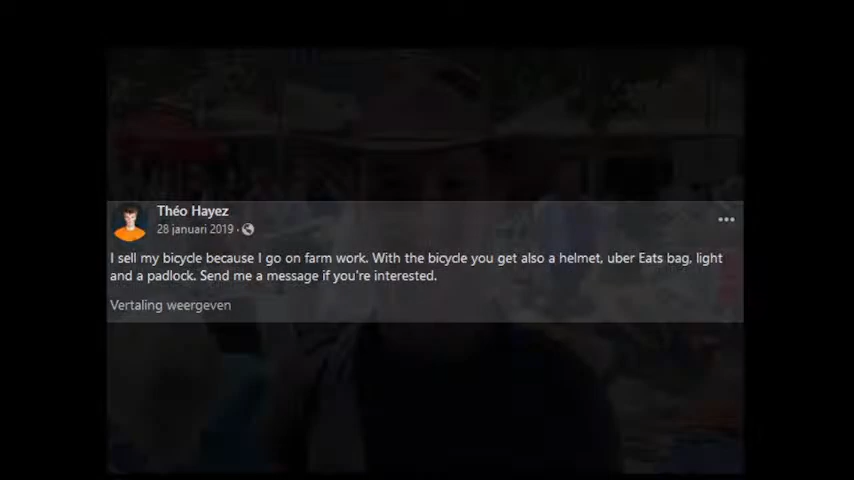 Théo Hayez
28 januari 2019 ·
I sell my bicycle because I go on farm work. With the bicycle you get also a helmet, uber Eats bag, light
and a padlock. Send me a message if you're interested.
Vertaling weergeven